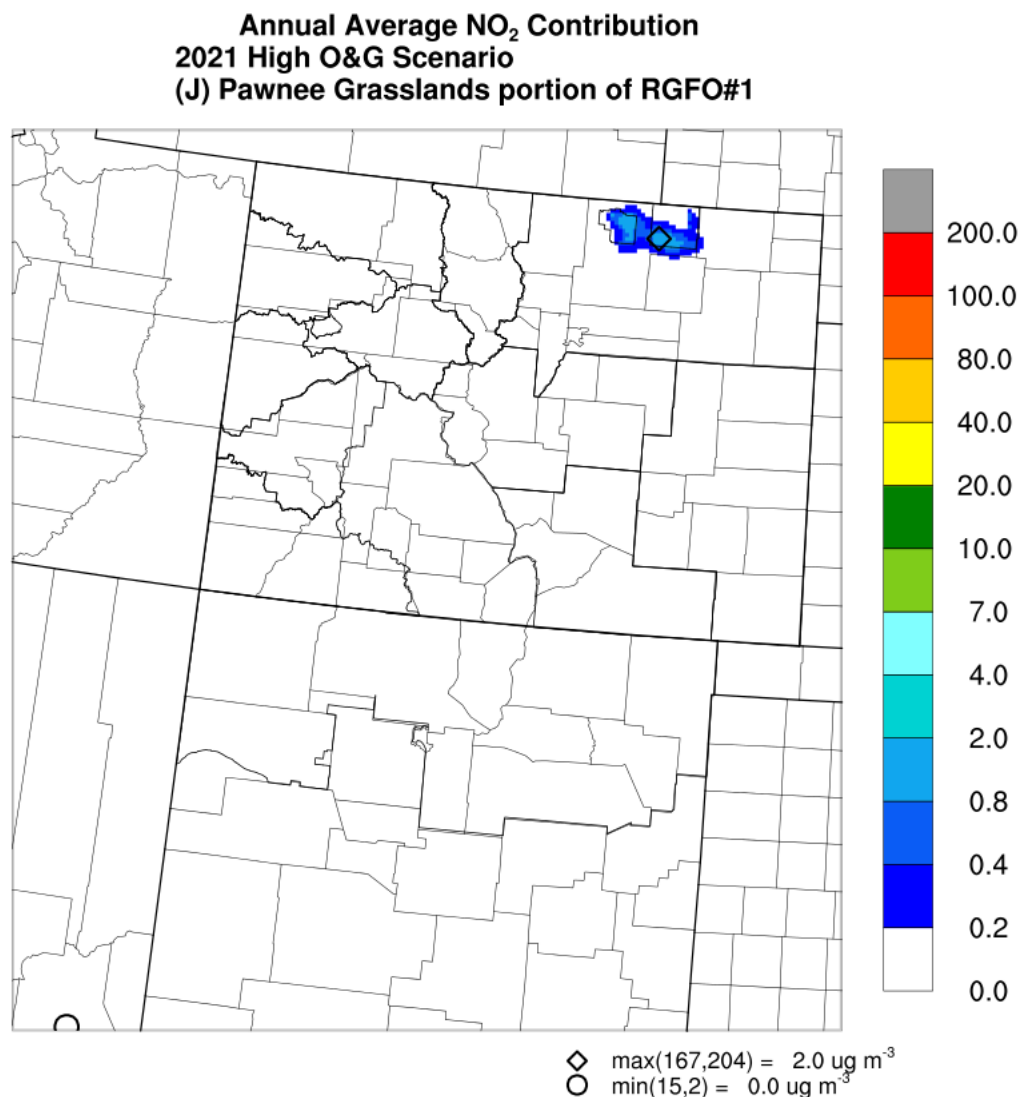 Annual Average NO₂ Contribution
2021 High O&G Scenario
(J) Pawnee Grasslands portion of RGFO#1
200.0
100.0
80.0
40.0
20.0
10.0
7.0
4.0
2.0
0.8
0.4
0.2
0.0
max(167,204) = 2.0 ug m⁻³
min(15,2) = 0.0 ug m⁻³